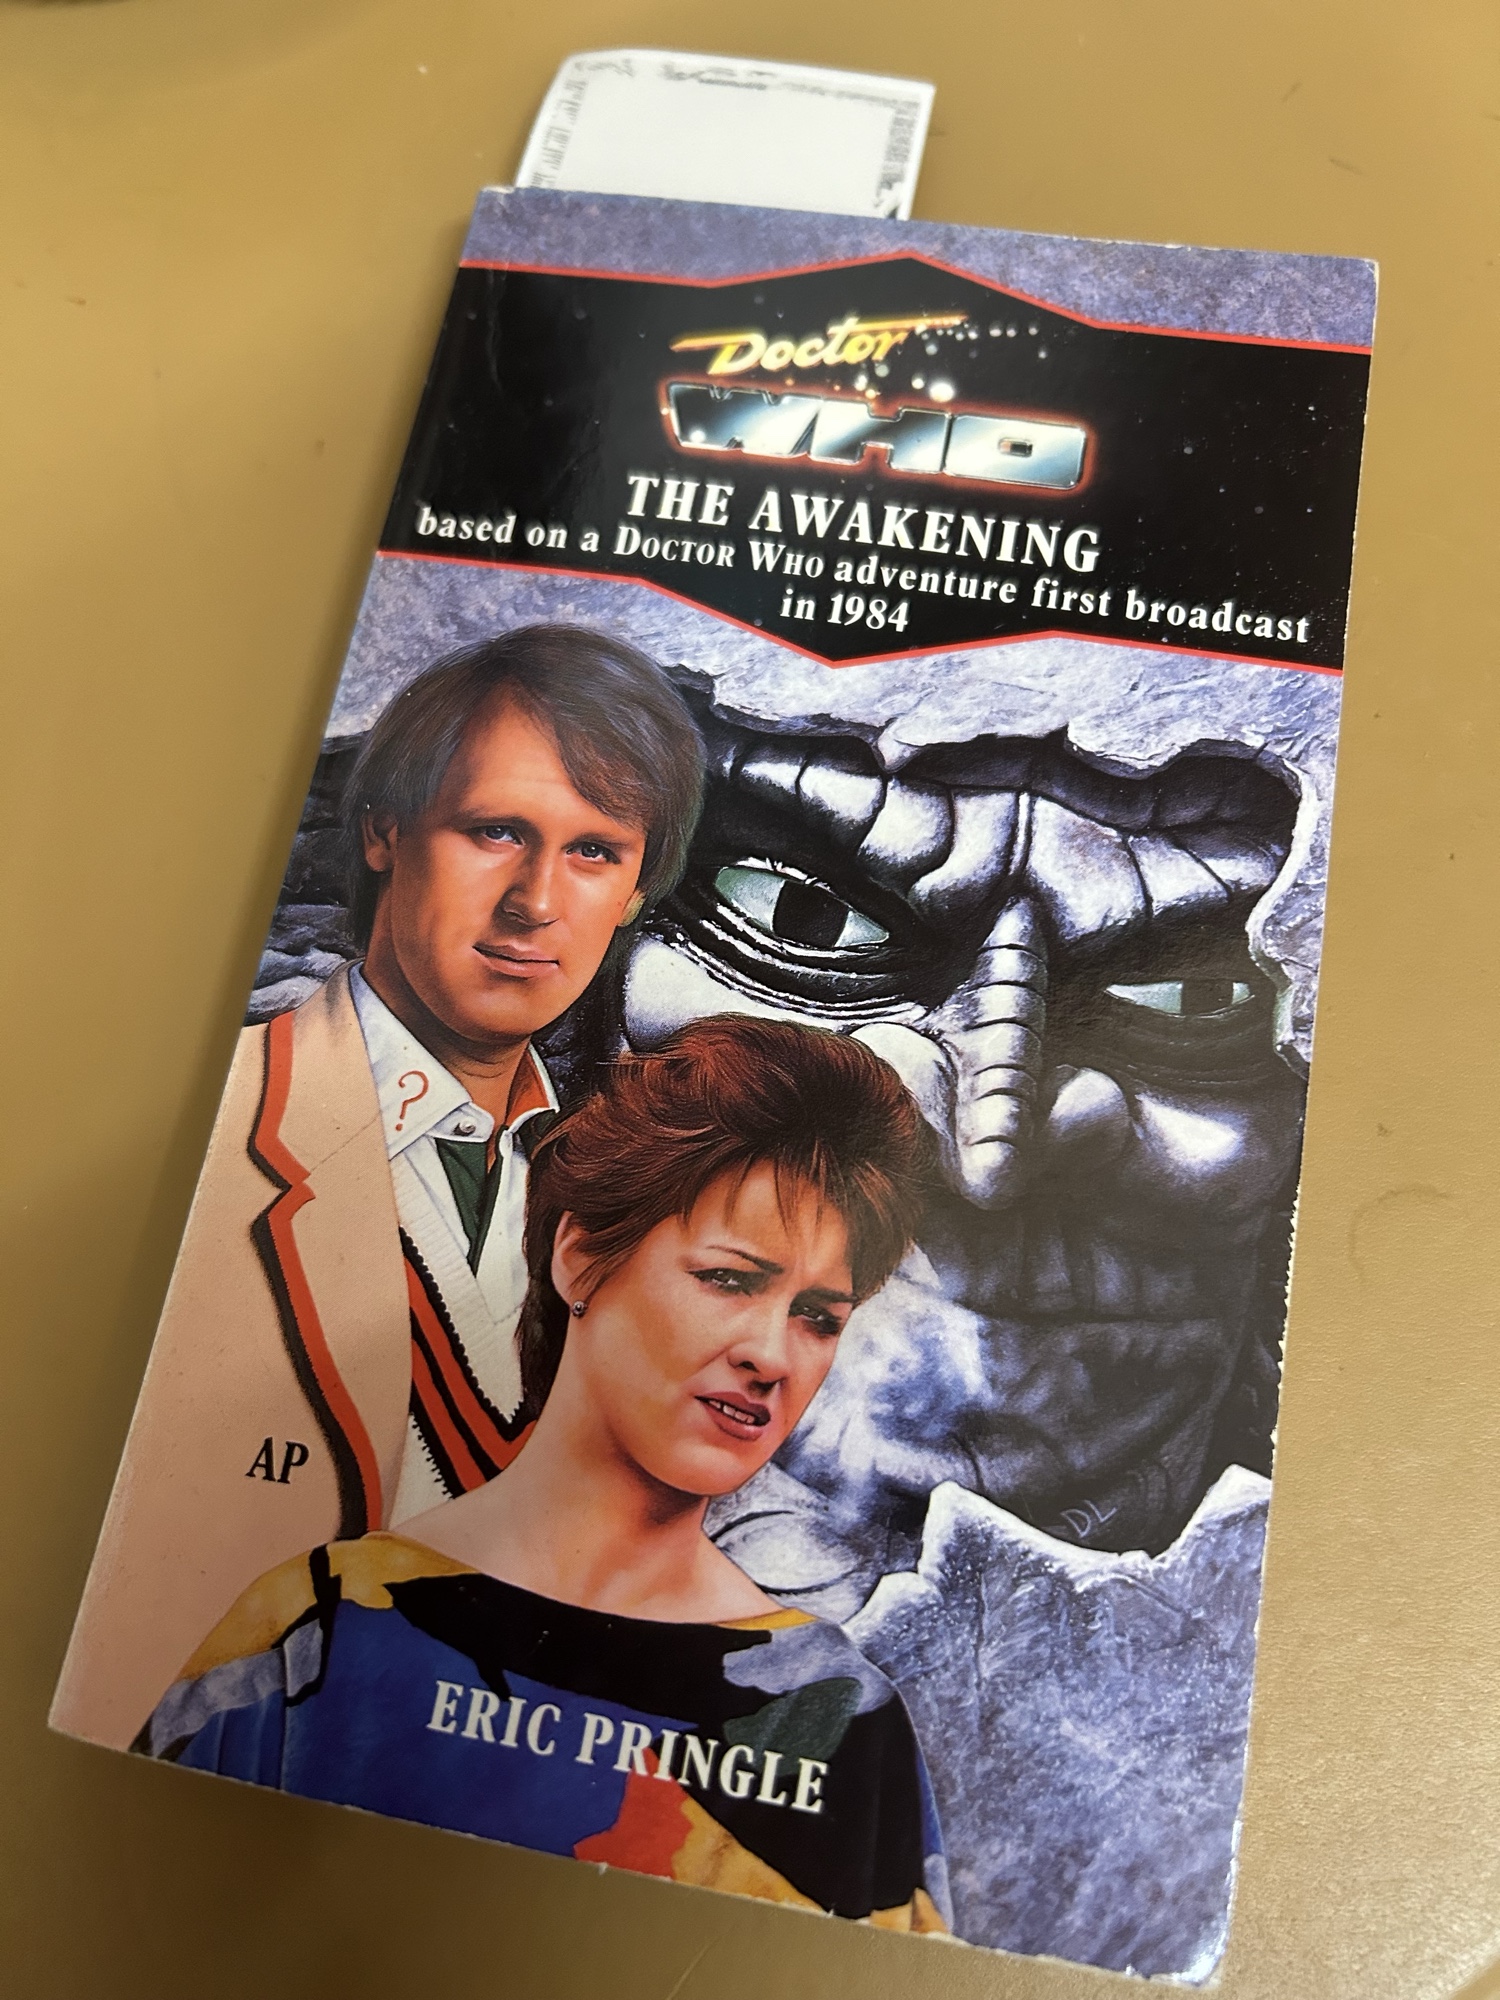 Doctor
WHO
THE AWAKENING
based on a DOCTOR WHO adventure first broadcast
in 1984
?
AP
DL
ERIC PRINGLE